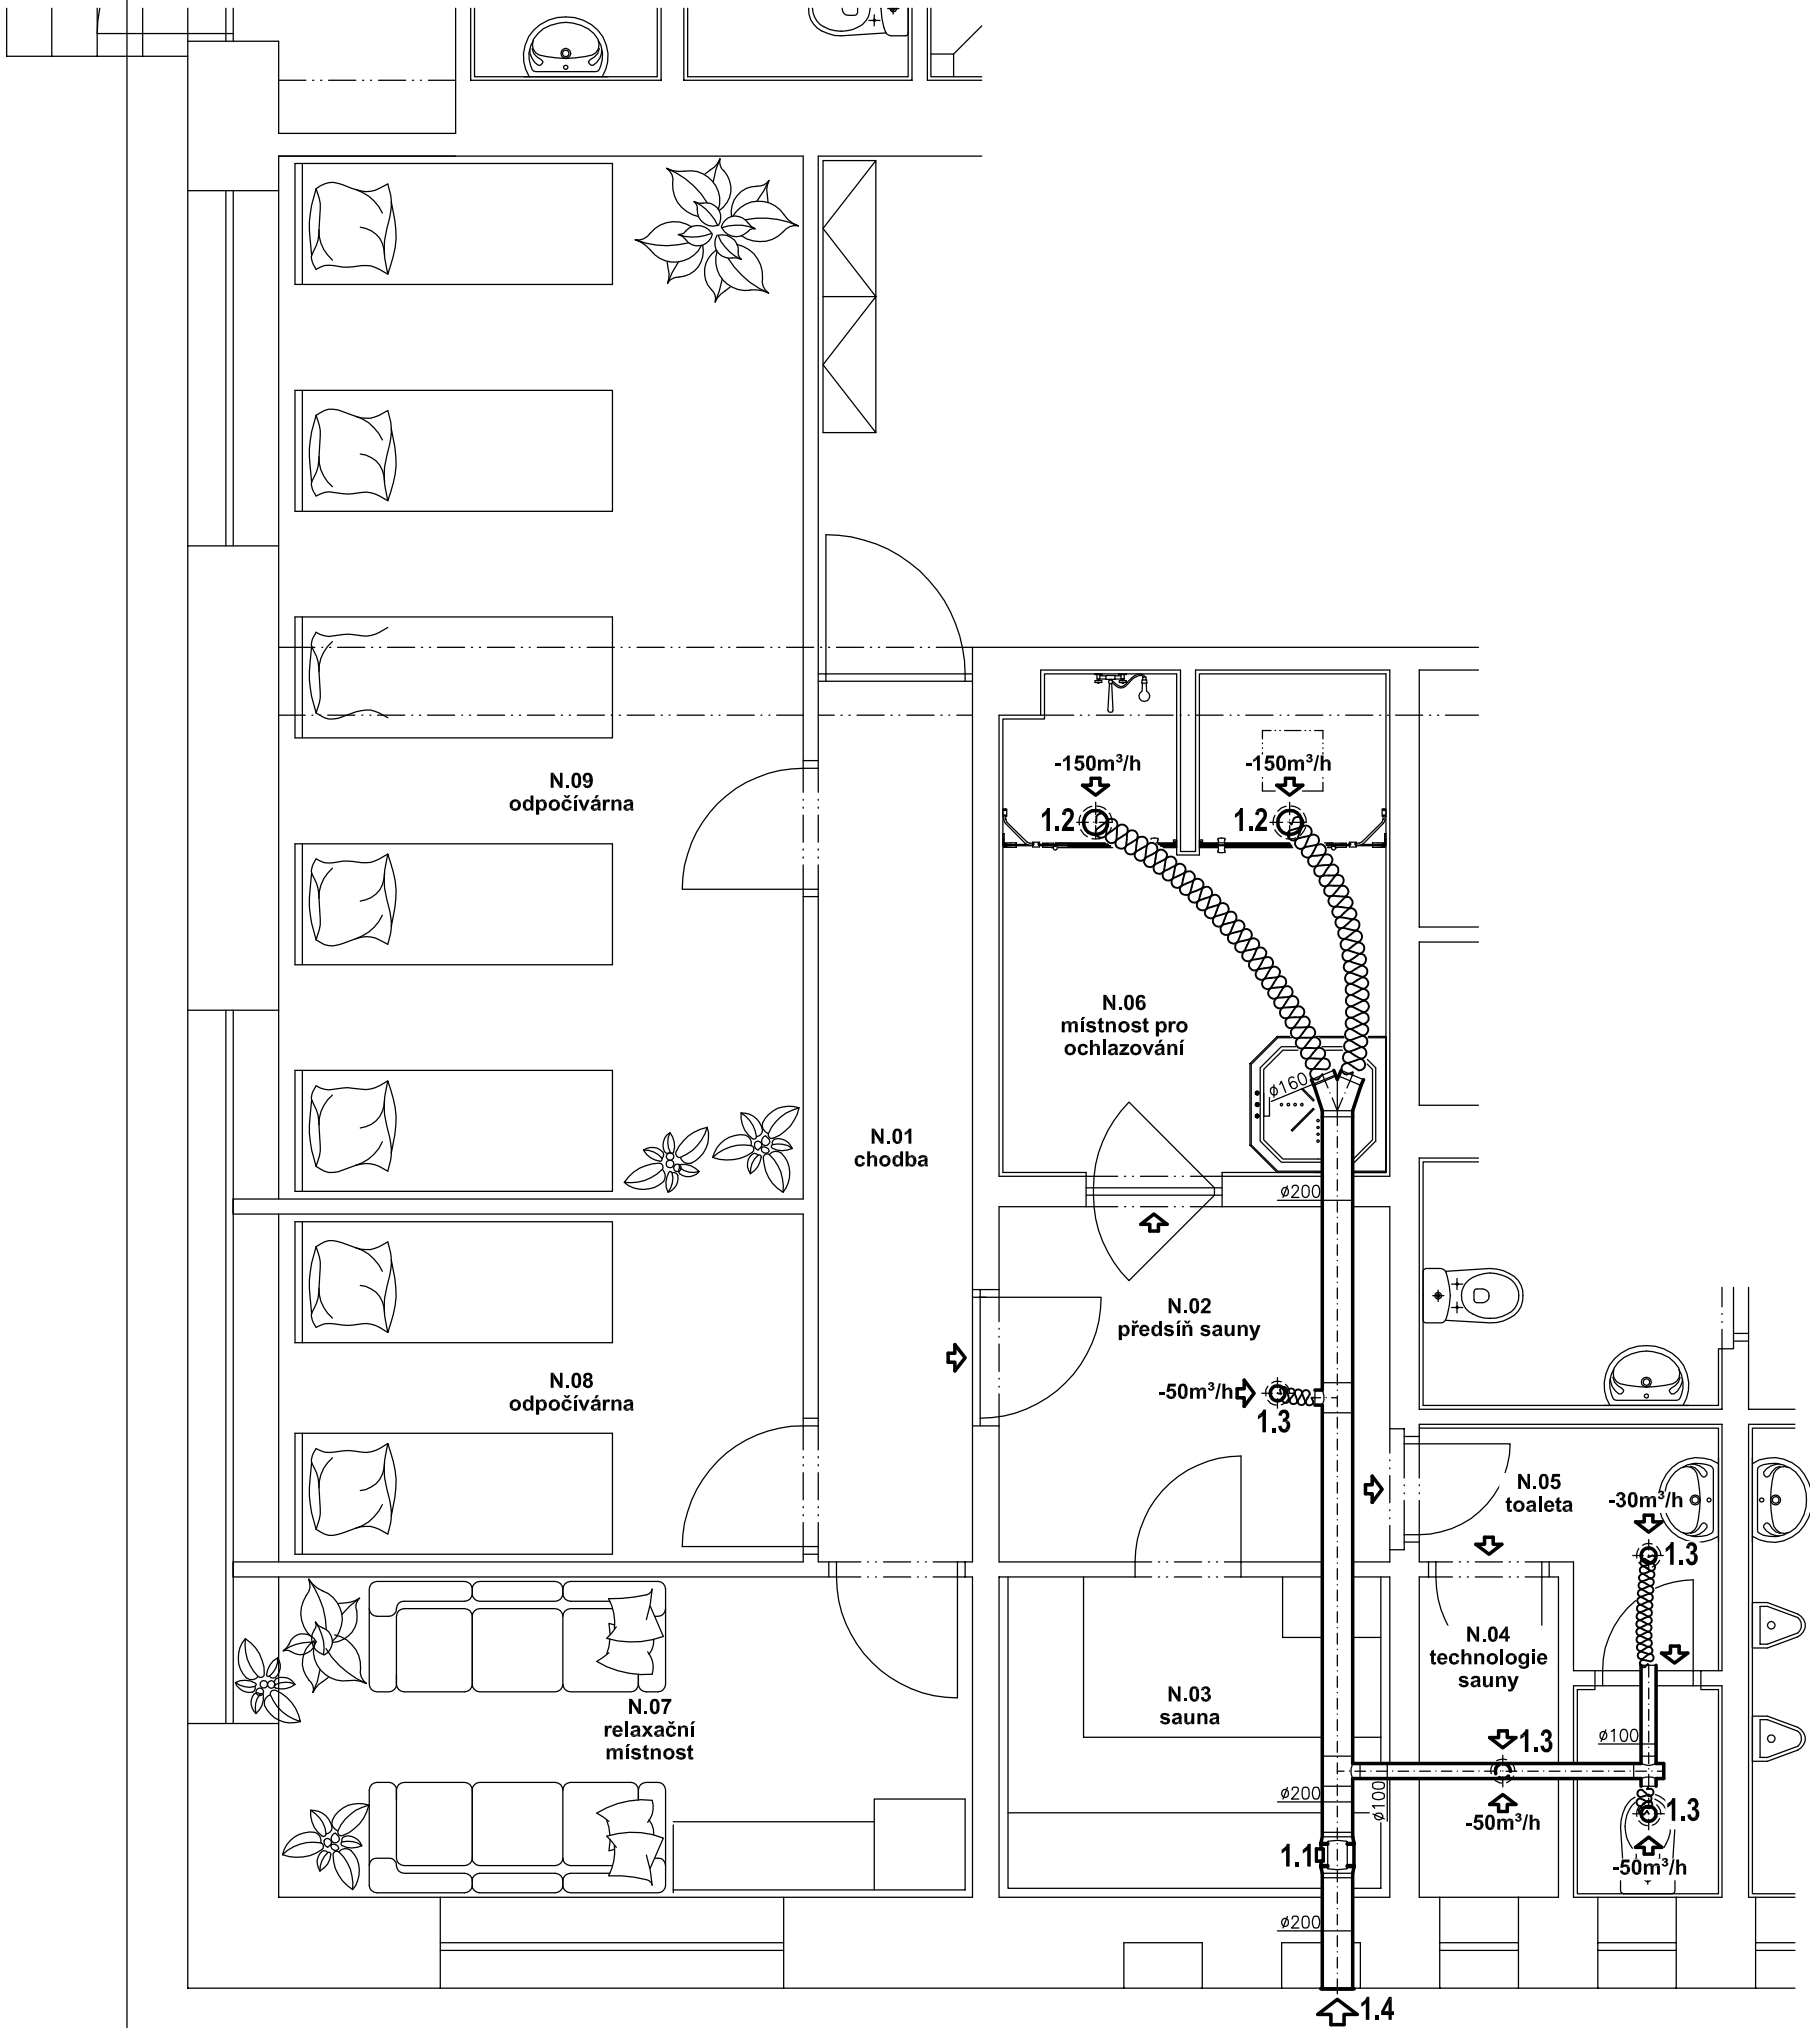 -150m³/h
-150m³/h
1.2
1.2
N.09
odpočívárna
N.06
místnost pro
ochlazování
ø160
N.01
chodba
ø200
N.02
předsíň sauny
-50m³/h
1.3
N.08
odpočívárna
N.05
toaleta
-30m³/h
1.3
N.04
technologie
sauny
N.03
sauna
N.07
relaxační
místnost
1.3
ø100
ø200
ø100
-50m³/h
1.3
1.1
-50m³/h
ø200
1.4